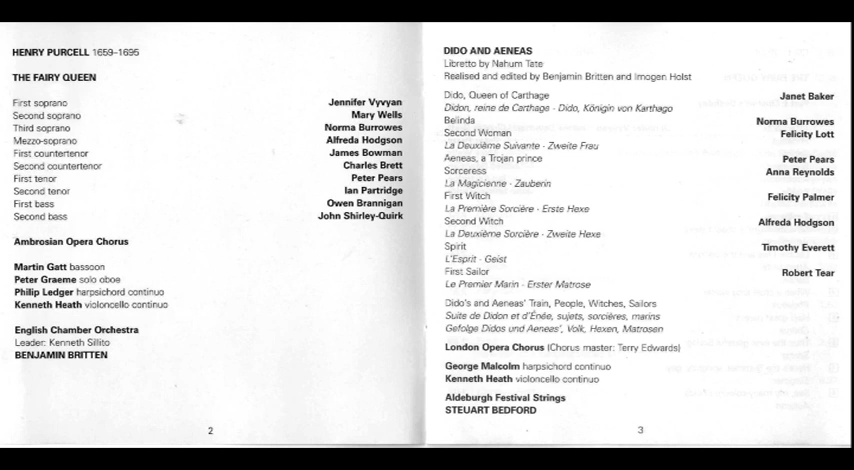 HENRY PURCELL 1659–1695
THE FAIRY QUEEN
First soprano Jennifer Vyvyan
Second soprano Mary Wells
Third soprano Norma Burrowes
Mezzo-soprano Alfreda Hodgson
First countertenor James Bowman
Second countertenor Charles Brett
First tenor Peter Pears
Second tenor Ian Partridge
First bass Owen Brannigan
Second bass John Shirley-Quirk
Ambrosian Opera Chorus
Martin Gatt bassoon
Peter Graeme solo oboe
Philip Ledger harpsichord continuo
Kenneth Heath violoncello continuo
English Chamber Orchestra
Leader: Kenneth Sillito
BENJAMIN BRITTEN
2
DIDO AND AENEAS
Libretto by Nahum Tate
Realised and edited by Benjamin Britten and Imogen Holst
Dido, Queen of Carthage Janet Baker
Didon, reine de Carthage · Dido, Königin von Karthago
Belinda Norma Burrowes
Second Woman Felicity Lott
La Deuxième Suivante · Zweite Frau
Aeneas, a Trojan prince Peter Pears
Sorceress Anna Reynolds
La Magicienne · Zauberin
First Witch Felicity Palmer
La Première Sorcière · Erste Hexe
Second Witch Alfreda Hodgson
La Deuxième Sorcière · Zweite Hexe
Spirit Timothy Everett
L'Esprit · Geist
First Sailor Robert Tear
Le Premier Marin · Erster Matrose
Dido's and Aeneas' Train, People, Witches, Sailors
Suite de Didon et d'Énée, sujets, sorcières, marins
Gefolge Didos und Aeneas', Volk, Hexen, Matrosen
London Opera Chorus (Chorus master: Terry Edwards)
George Malcolm harpsichord continuo
Kenneth Heath violoncello continuo
Aldeburgh Festival Strings
STEUART BEDFORD
3